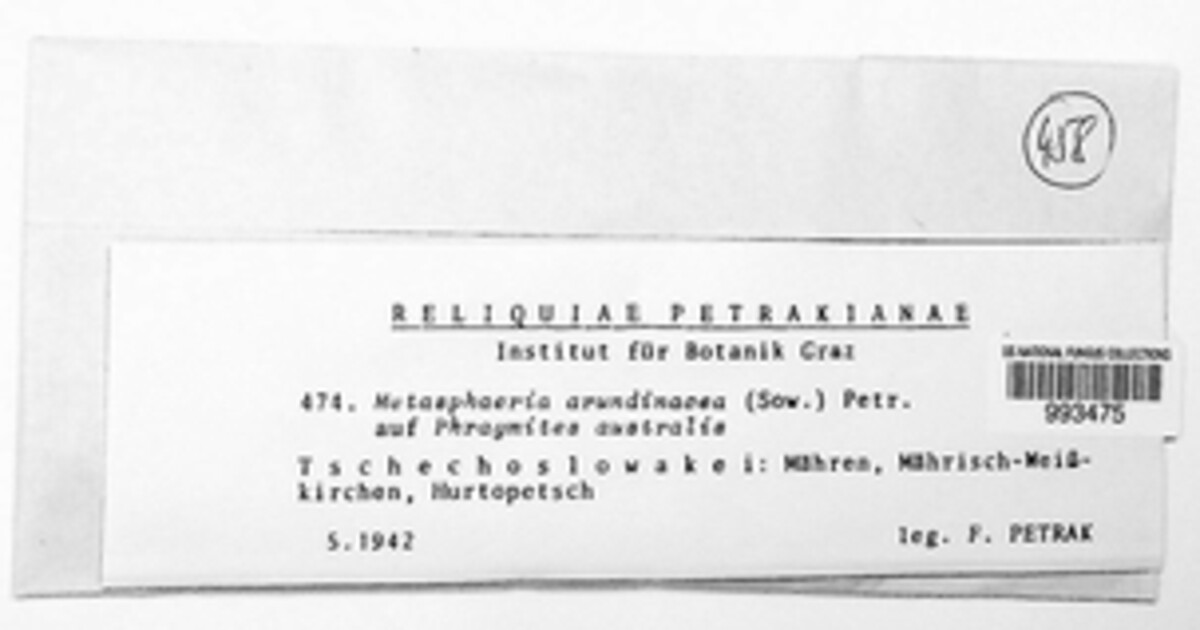 458
RELIQUIAE PETRAKIANAE
Institut für Botanik Graz
US NATIONAL FUNGUS COLLECTIONS
993475
474. Metasphaeria arundinacea (Sow.) Petr.
auf Phragmites australis
Tschechoslowakei: Mähren, Mährisch-Weiß-
kirchen, Hurtopetsch
5.1942
leg. F. PETRAK